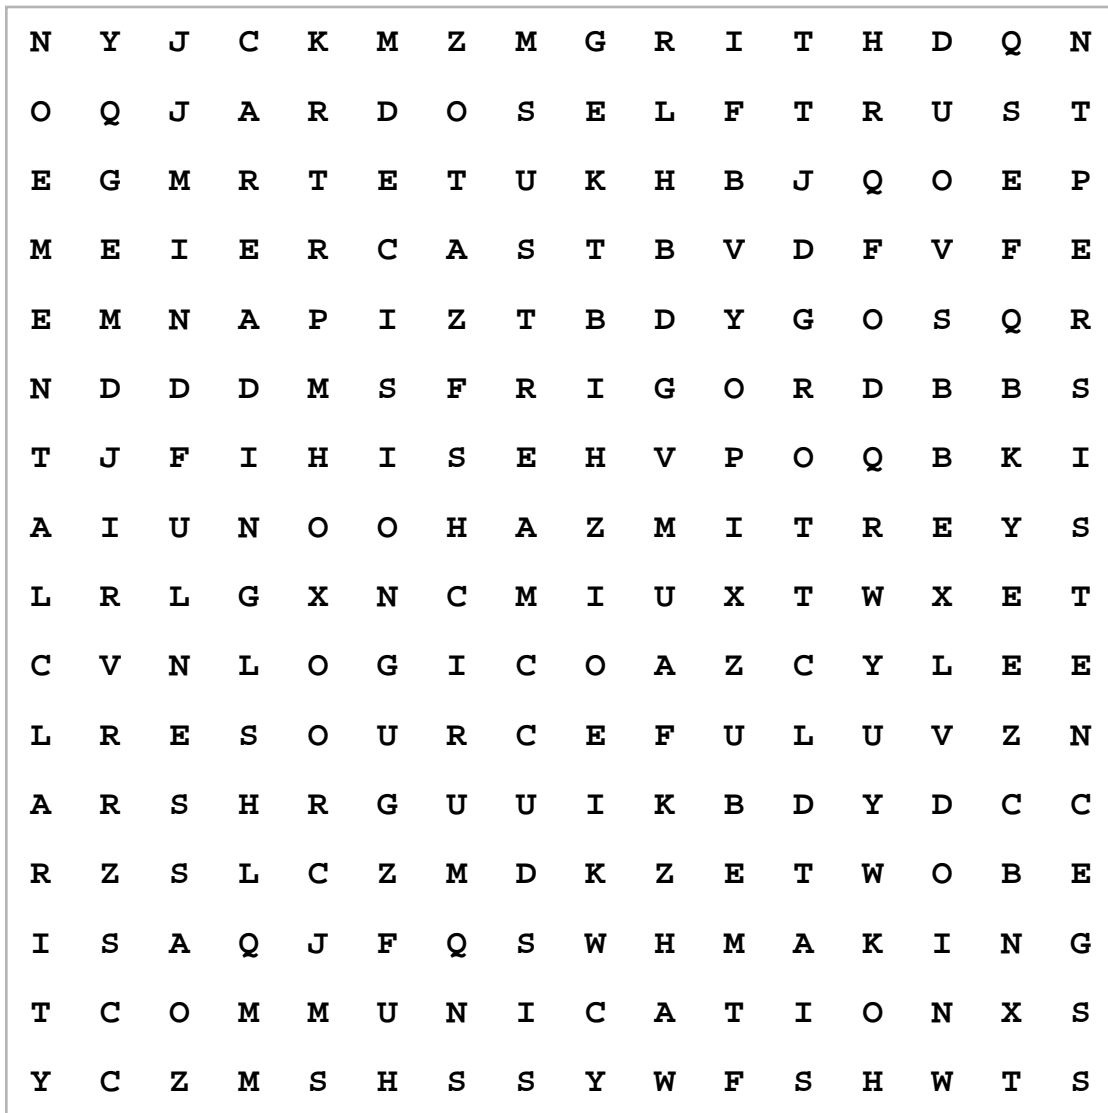 N Y J C K M Z M G R I T H D Q N
O Q J A R D O S E L F T R U S T
E G M R T E T U K H B J Q O E P
M E I E R C A S T B V D F V F E
E M N A P I Z T B D Y G O S Q R
N D D D M S F R I G O R D B B S
T J F I H I S E H V P O Q B K I
A I U N O O H A Z M I T R E Y S
L R L G X N C M I U X T W X E T
C V N L O G I C O A Z C Y L E E
L R E S O U R C E F U L U V Z N
A R S H R G U U I K B D Y D C C
R Z S L C Z M D K Z E T W O B E
I S A Q J F Q S W H M A K I N G
T C O M M U N I C A T I O N X S
Y C Z M S H S S Y W F S H W T S